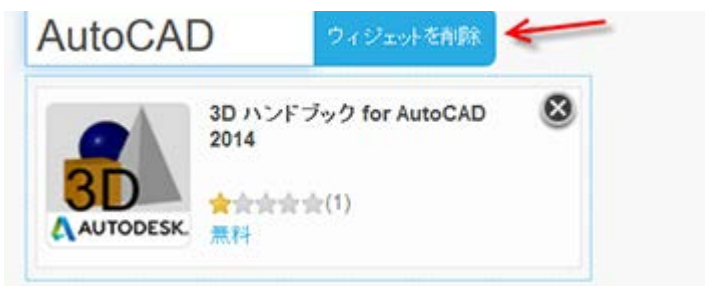 AutoCAD
ウィジェットを削除
3D ハンドブック for AutoCAD
2014
(1)
無料
3D
AUTODESK.